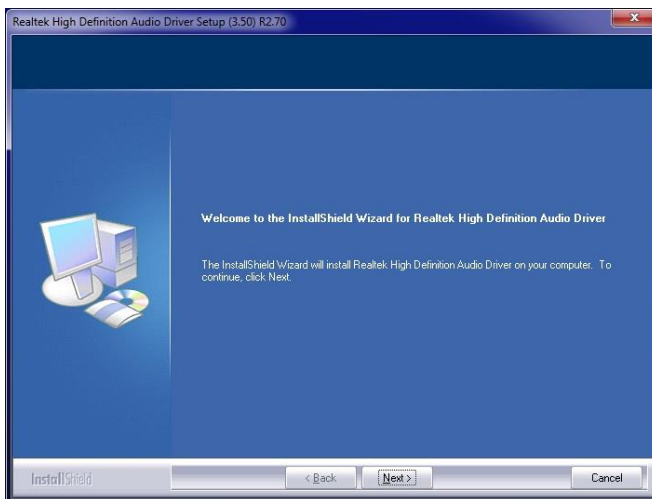 Realtek High Definition Audio Driver Setup (3.50) R2.70
Welcome to the InstallShield Wizard for Realtek High Definition Audio Driver
The InstallShield Wizard will install Realtek High Definition Audio Driver on your computer. To
continue, click Next.
InstallShield
< Back
Next >
Cancel